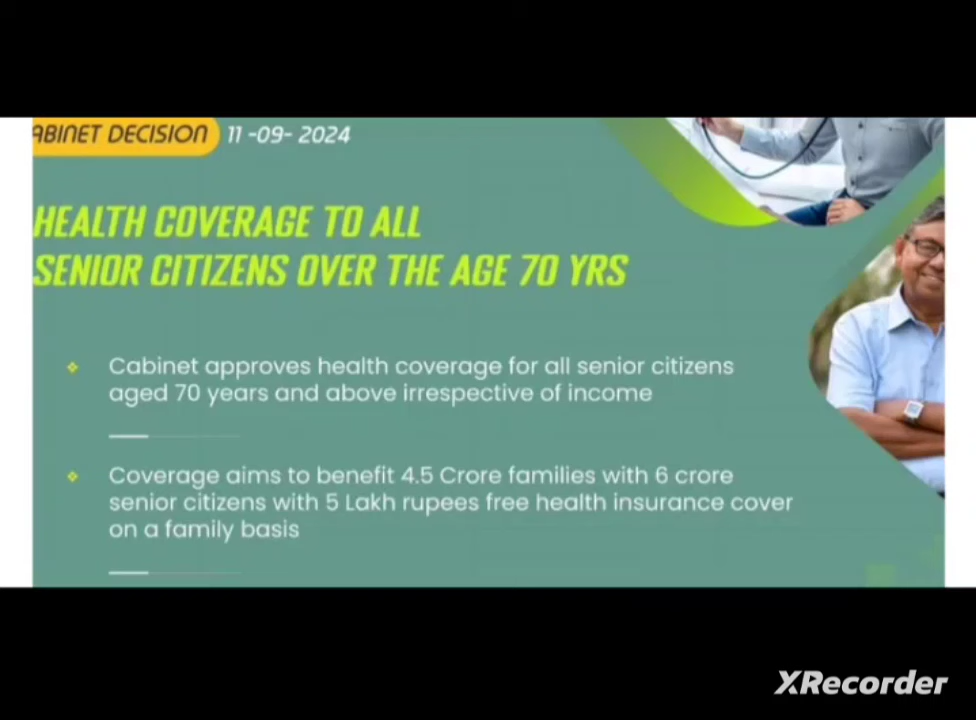 ABINET DECISION 11 -09- 2024
HEALTH COVERAGE TO ALL
SENIOR CITIZENS OVER THE AGE 70 YRS
Cabinet approves health coverage for all senior citizens
aged 70 years and above irrespective of income
Coverage aims to benefit 4.5 Crore families with 6 crore
senior citizens with 5 Lakh rupees free health insurance cover
on a family basis
XRecorder